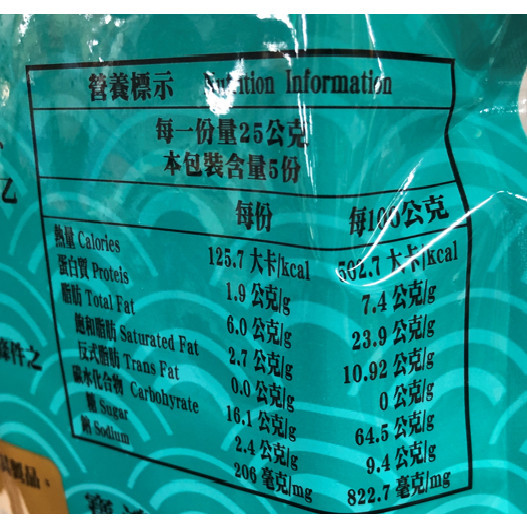 營養標示 Nutrition Information
每一份量25公克
本包裝含量5份
每份 每100公克
熱量 Calories 125.7 大卡/kcal 502.7 大卡/kcal
蛋白質 Proteis 1.9 公克/g 7.4 公克/g
脂肪 Total Fat 6.0 公克/g 23.9 公克/g
飽和脂肪 Saturated Fat 2.7 公克/g 10.92 公克/g
反式脂肪 Trans Fat 0.0 公克/g 0 公克/g
碳水化合物 Carbohyrate 16.1 公克/g 64.5 公克/g
糖 Sugar 2.4 公克/g 9.4 公克/g
鈉 Sodium 206 毫克/mg 822.7 毫克/mg
乙
條件之